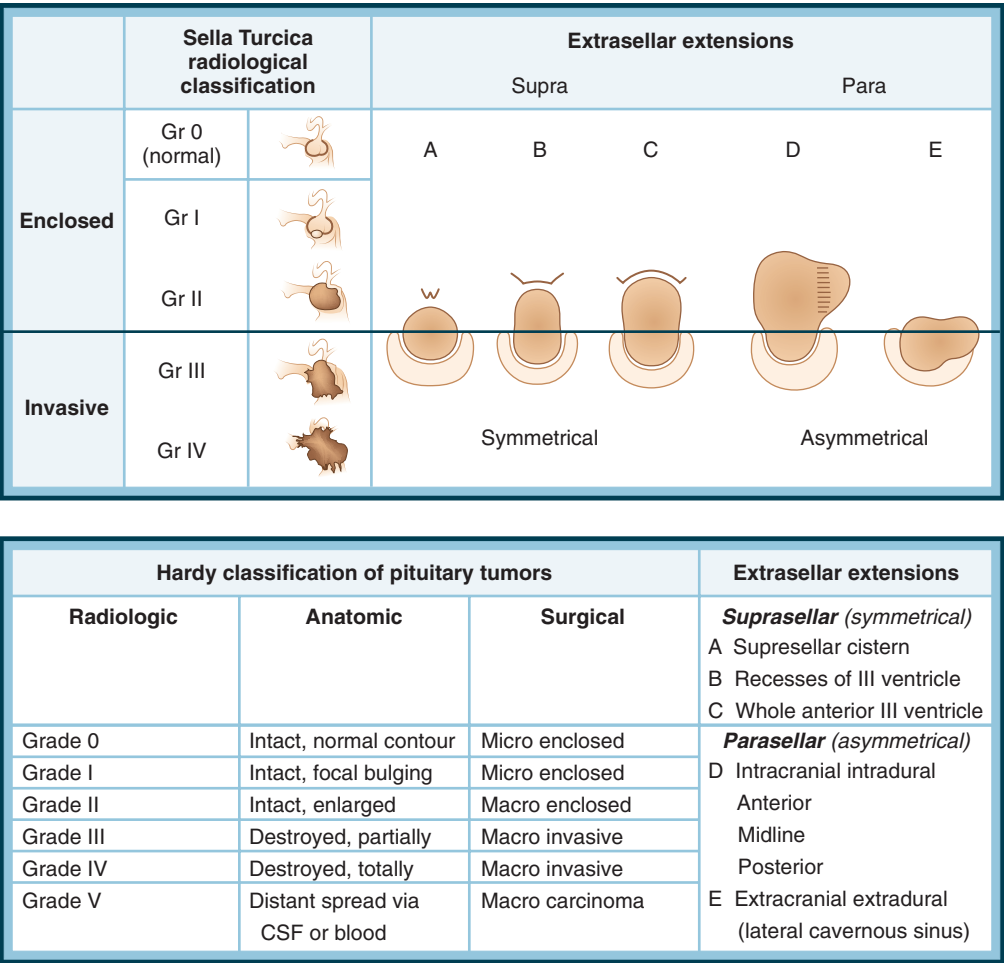 Sella Turcica
radiological
classification
Extrasellar extensions
Supra
Para
Enclosed
Gr 0
(normal)
Gr I
Gr II
A
B
C
D
E
Invasive
Gr III
Gr IV
Symmetrical
Asymmetrical
Hardy classification of pituitary tumors
Extrasellar extensions
Radiologic
Anatomic
Surgical
Suprasellar (symmetrical)
A Supresellar cistern
B Recesses of III ventricle
C Whole anterior III ventricle
Grade 0
Intact, normal contour
Micro enclosed
Grade I
Intact, focal bulging
Micro enclosed
Grade II
Intact, enlarged
Macro enclosed
Grade III
Destroyed, partially
Macro invasive
Grade IV
Destroyed, totally
Macro invasive
Grade V
Distant spread via
CSF or blood
Macro carcinoma
Parasellar (asymmetrical)
D Intracranial intradural
Anterior
Midline
Posterior
E Extracranial extradural
(lateral cavernous sinus)